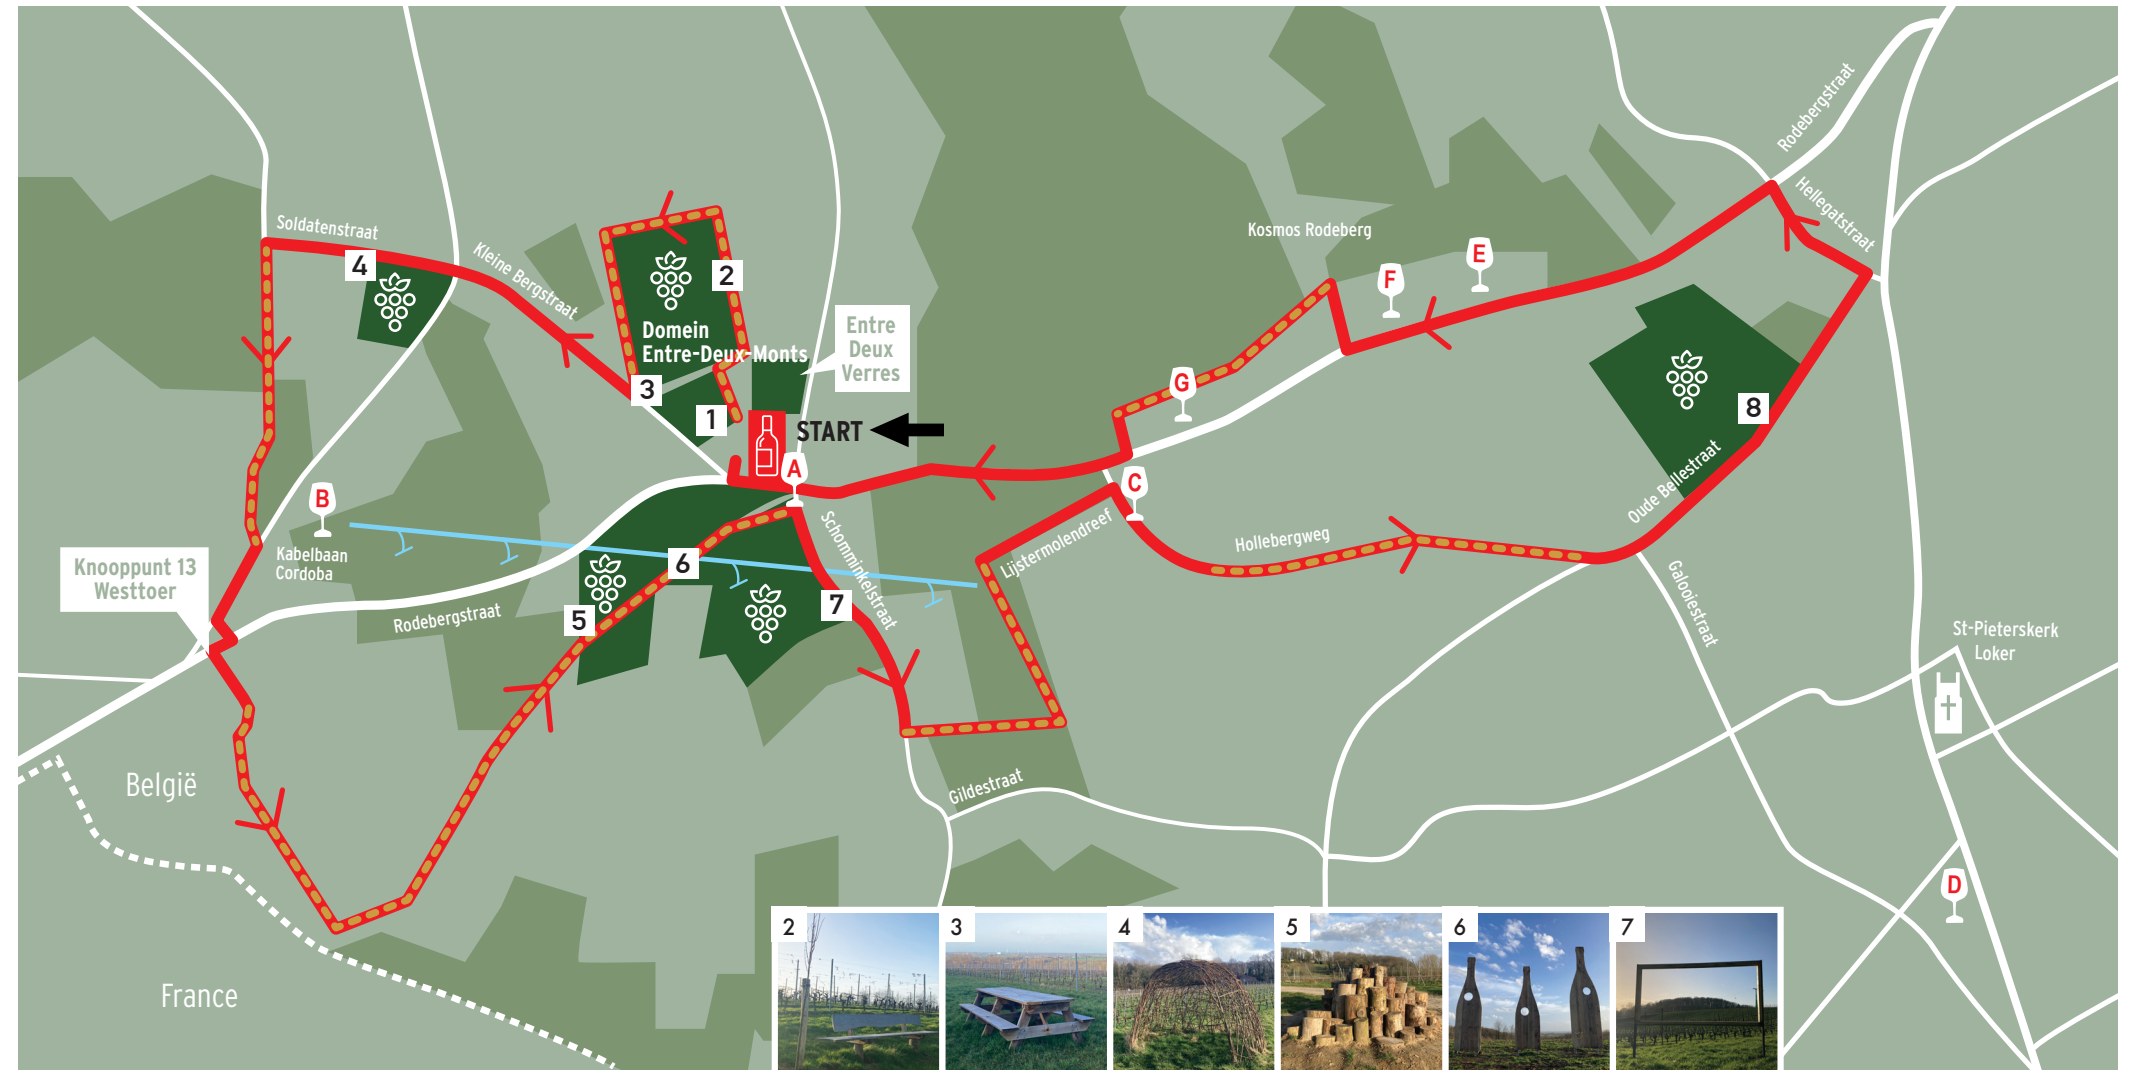 Soldatenstraat
4
Kleine Bergstraat
2
Domein
Entre-Deux-Monts
3
1
Entre
Deux
Verres
START
A
B
Kabelbaan
Cordoba
Knooppunt 13
Westtoer
Rodebergstraat
5
6
7
Schomminkelstraat
Lijstermolendreef
C
Hollebergweg
G
F
E
Kosmos Rodeberg
Rodebergstraat
Hellegatstraat
8
Oude Bellestraat
Galooiestraat
St-Pieterskerk
Loker
D
Gildestraat
België
France
2
3
4
5
6
7